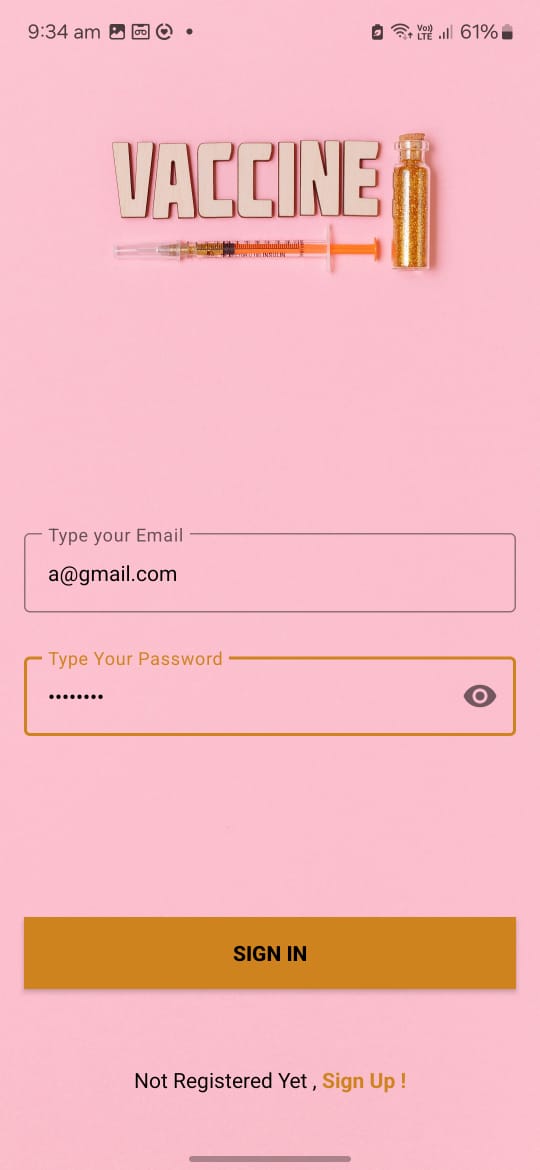 9:34 am
Vo)) LTE 61%
VACCINE
INSULIN
Type your Email
a@gmail.com
Type Your Password
••••••••
SIGN IN
Not Registered Yet , Sign Up !